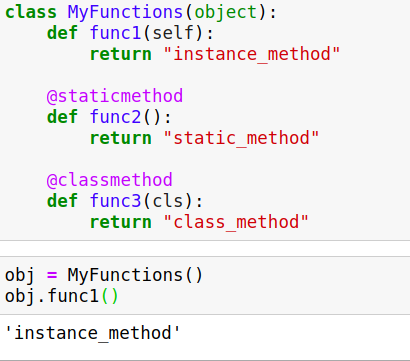 class MyFunctions(object):
    def func1(self):
        return "instance_method"

    @staticmethod
    def func2():
        return "static_method"

    @classmethod
    def func3(cls):
        return "class_method"

obj = MyFunctions()
obj.func1()

'instance_method'